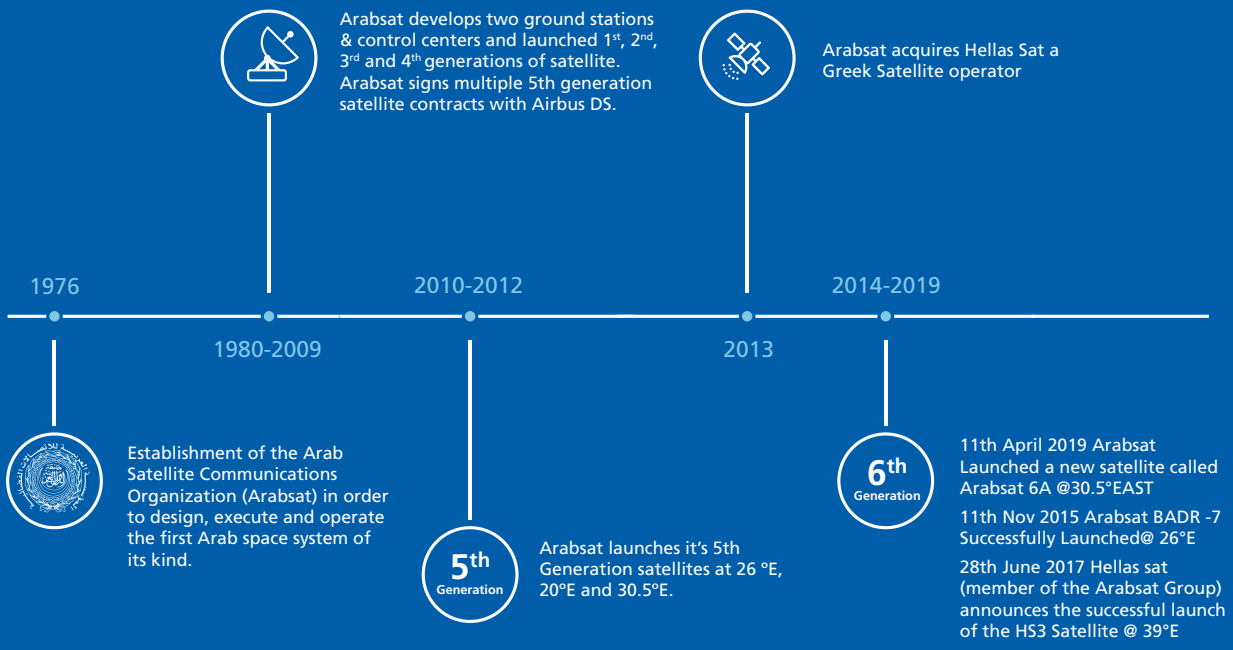 Arabsat develops two ground stations
& control centers and launched 1st, 2nd,
3rd and 4th generations of satellite.
Arabsat signs multiple 5th generation
satellite contracts with Airbus DS.
Arabsat acquires Hellas Sat a
Greek Satellite operator
1976
2010-2012
2014-2019
1980-2009
2013
Establishment of the Arab
Satellite Communications
Organization (Arabsat) in order
to design, execute and operate
the first Arab space system of
its kind.
5th
Generation
Arabsat launches it's 5th
Generation satellites at 26 ºE,
20ºE and 30.5ºE.
6th
Generation
11th April 2019 Arabsat
Launched a new satellite called
Arabsat 6A @30.5°EAST
11th Nov 2015 Arabsat BADR -7
Successfully Launched@ 26°E
28th June 2017 Hellas sat
(member of the Arabsat Group)
announces the successful launch
of the HS3 Satellite @ 39°E